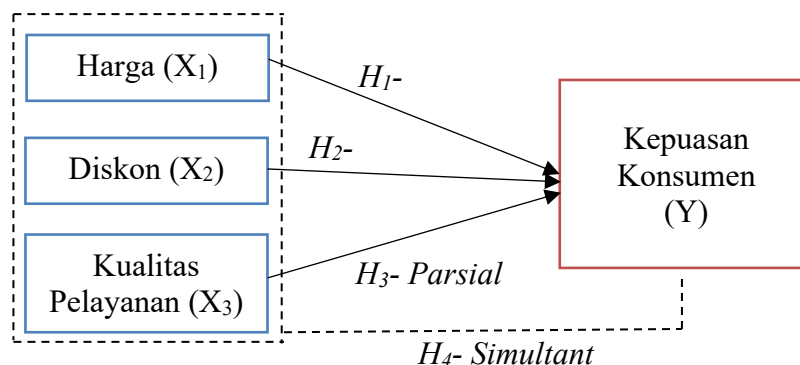 Harga (X₁)
H₁-
Diskon (X₂)
H₂-
Kualitas
Pelayanan (X₃)
H₃- Parsial
Kepuasan
Konsumen
(Y)
H₄- Simultant